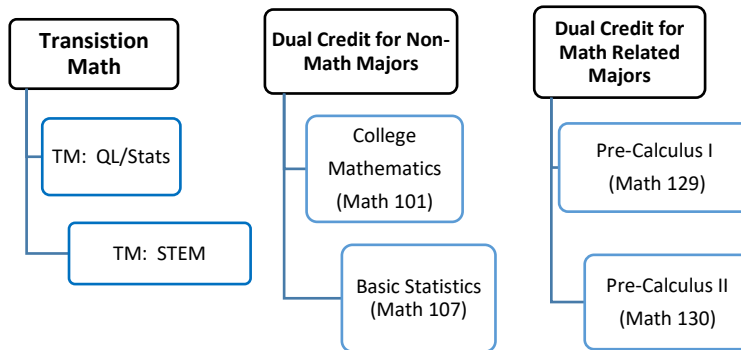 Transistion
Math
TM:  QL/Stats
TM:  STEM
Dual Credit for Non-
Math Majors
College
Mathematics
(Math 101)
Basic Statistics
(Math 107)
Dual Credit for
Math Related
Majors
Pre-Calculus I
(Math 129)
Pre-Calculus II
(Math 130)